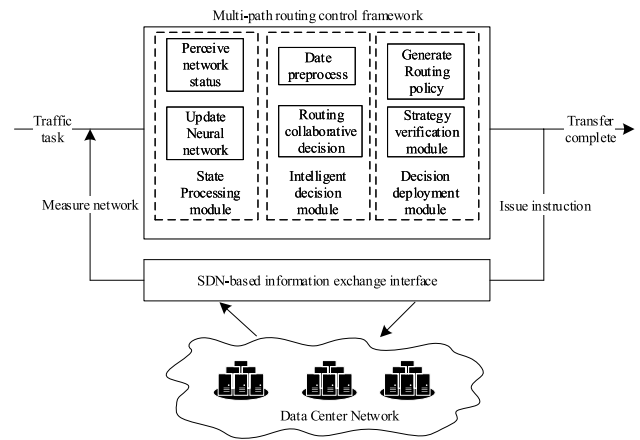 Multi-path routing control framework
Perceive
network
status
Update
Neural
network
State
Processing
module
Date
preprocess
Routing
collaborative
decision
Intelligent
decision
module
Generate
Routing
policy
Strategy
verification
module
Decision
deployment
module
Traffic
task
Transfer
complete
Measure network
Issue instruction
SDN-based information exchange interface
Data Center Network